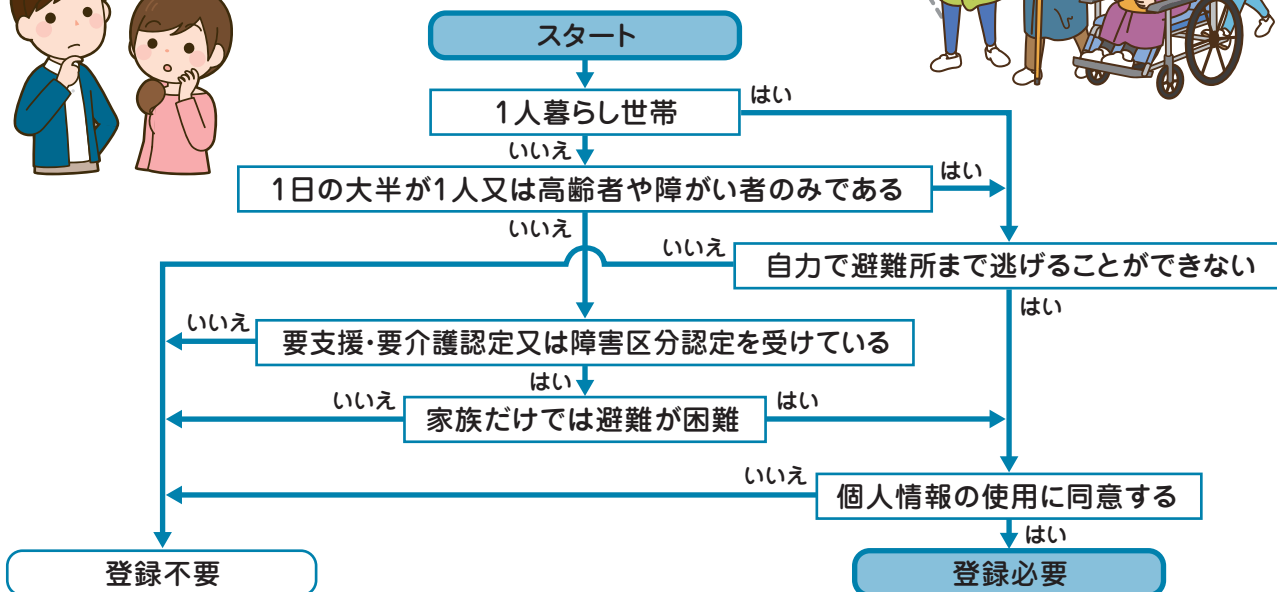 スタート
1人暮らし世帯
はい
いいえ
1日の大半が1人又は高齢者や障がい者のみである
はい
いいえ
いいえ
自力で避難所まで逃げることができない
はい
いいえ
要支援・要介護認定又は障害区分認定を受けている
はい
いいえ
家族だけでは避難が困難
はい
いいえ
個人情報の使用に同意する
はい
登録不要
登録必要